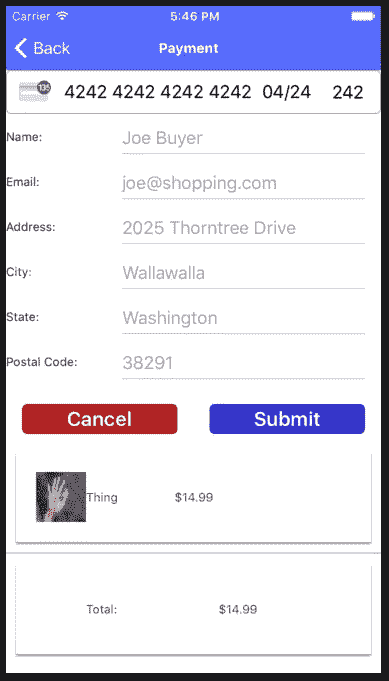 Carrier 5:46 PM
Back Payment
135 4242 4242 4242 4242 04/24 242
Name: Joe Buyer
Email: joe@shopping.com
Address: 2025 Thorntree Drive
City: Wallawalla
State: Washington
Postal Code: 38291
Cancel Submit
Thing $14.99
Total: $14.99